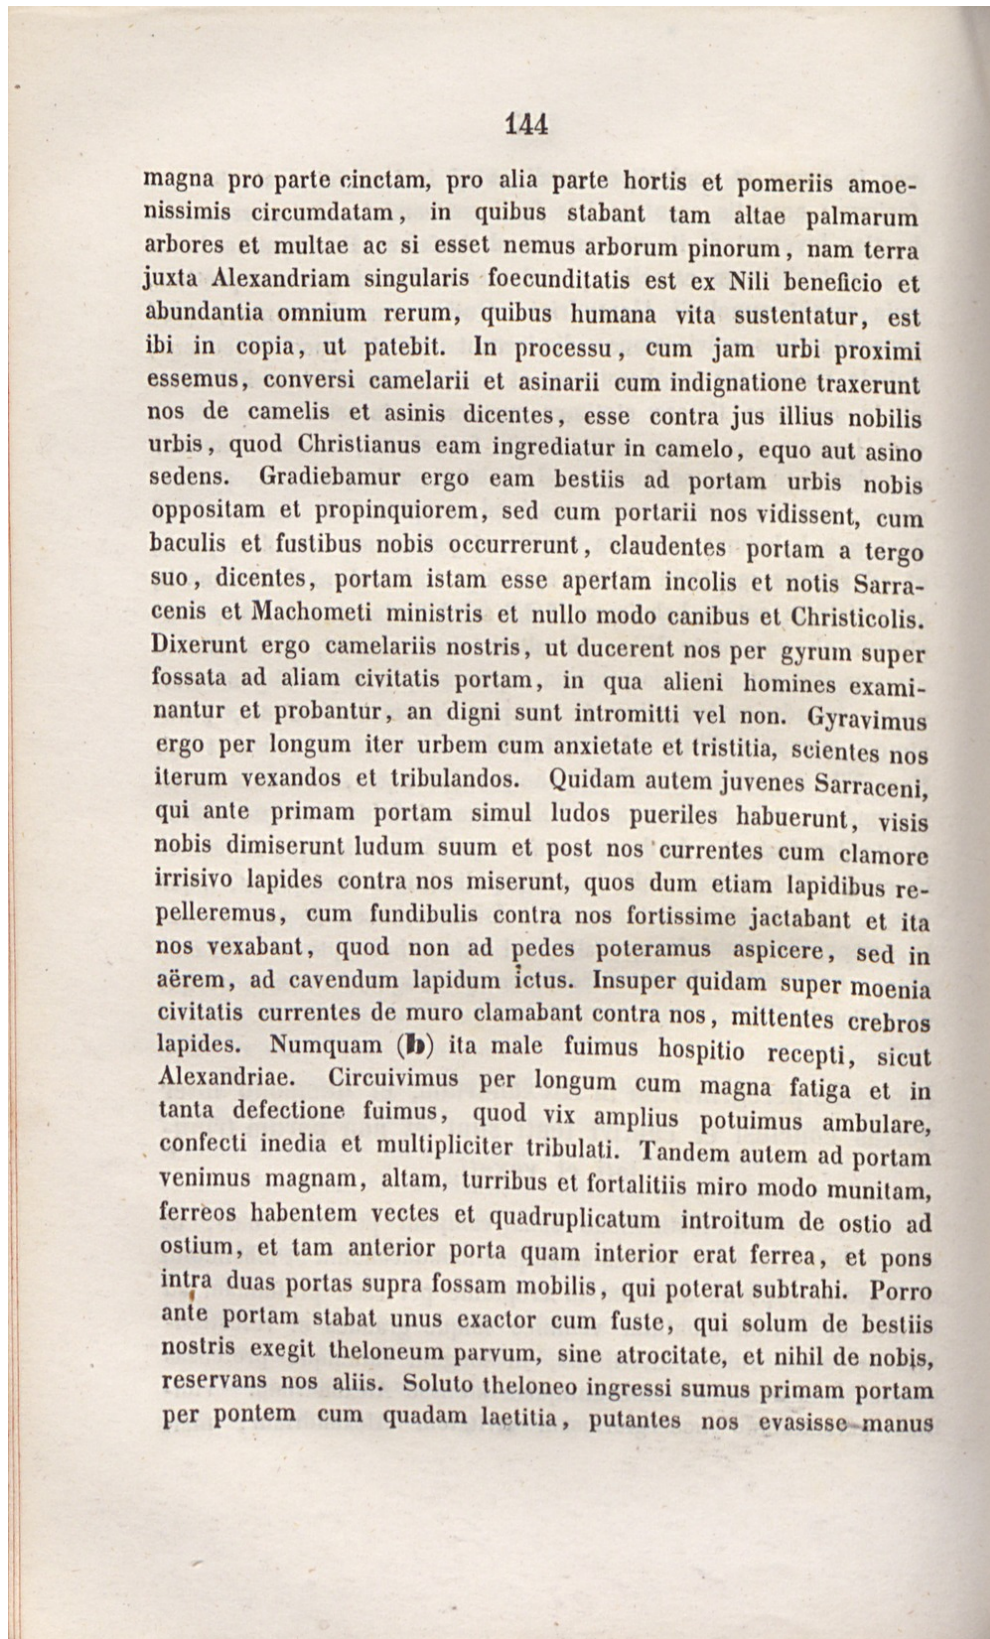 144
magna pro parte cinctam, pro alia parte hortis et pomeriis amoe-
nissimis circumdatam, in quibus stabant tam altae palmarum
arbores et multae ac si esset nemus arborum pinorum, nam terra
juxta Alexandriam singularis foecunditatis est ex Nili beneficio et
abundantia omnium rerum, quibus humana vita sustentatur, est
ibi in copia, ut patebit. In processu, cum jam urbi proximi
essemus, conversi camelarii et asinarii cum indignatione traxerunt
nos de camelis et asinis dicentes, esse contra jus illius nobilis
urbis, quod Christianus eam ingrediatur in camelo, equo aut asino
sedens. Gradiebamur ergo eam bestiis ad portam urbis nobis
oppositam et propinquiorem, sed cum portarii nos vidissent, cum
baculis et fustibus nobis occurrerunt, claudentes portam a tergo
suo, dicentes, portam istam esse apertam incolis et notis Sarra-
cenis et Machometi ministris et nullo modo canibus et Christicolis.
Dixerunt ergo camelariis nostris, ut ducerent nos per gyrum super
fossata ad aliam civitatis portam, in qua alieni homines exami-
nantur et probantur, an digni sunt intromitti vel non. Gyravimus
ergo per longum iter urbem cum anxietate et tristitia, scientes nos
iterum vexandos et tribulandos. Quidam autem juvenes Sarraceni,
qui ante primam portam simul ludos pueriles habuerunt, visis
nobis dimiserunt ludum suum et post nos currentes cum clamore
irrisivo lapides contra nos miserunt, quos dum etiam lapidibus re-
pelleremus, cum fundibulis contra nos fortissime jactabant et ita
nos vexabant, quod non ad pedes poteramus aspicere, sed in
aërem, ad cavendum lapidum ictus. Insuper quidam super moenia
civitatis currentes de muro clamabant contra nos, mittentes crebros
lapides. Numquam (b) ita male fuimus hospitio recepti, sicut
Alexandriae. Circuivimus per longum cum magna fatiga et in
tanta defectione fuimus, quod vix amplius potuimus ambulare,
confecti inedia et multipliciter tribulati. Tandem autem ad portam
venimus magnam, altam, turribus et fortalitiis miro modo munitam,
ferreos habentem vectes et quadruplicatum introitum de ostio ad
ostium, et tam anterior porta quam interior erat ferrea, et pons
intra duas portas supra fossam mobilis, qui poterat subtrahi. Porro
ante portam stabat unus exactor cum fuste, qui solum de bestiis
nostris exegit theloneum parvum, sine atrocitate, et nihil de nobis,
reservans nos aliis. Soluto theloneo ingressi sumus primam portam
per pontem cum quadam laetitia, putantes nos evasisse manus